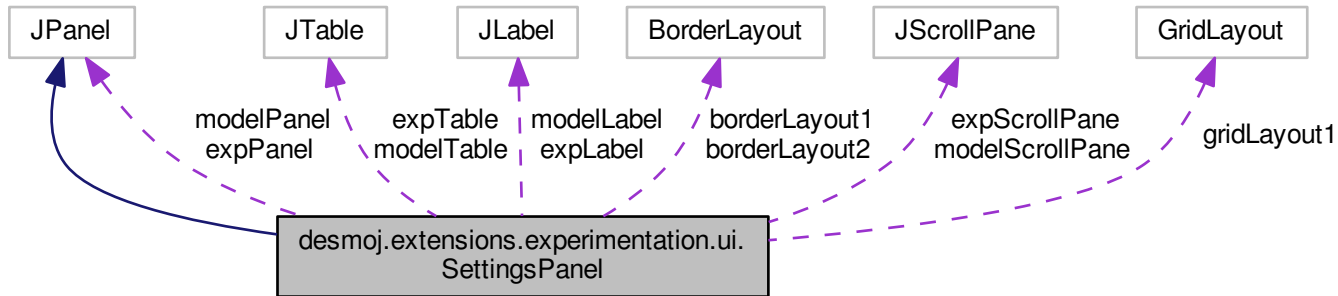 JPanel
JTable
JLabel
BorderLayout
JScrollPane
GridLayout
modelPanel
expPanel
expTable
modelTable
modelLabel
expLabel
borderLayout1
borderLayout2
expScrollPane
modelScrollPane
gridLayout1
desmoj.extensions.experimentation.ui.
SettingsPanel